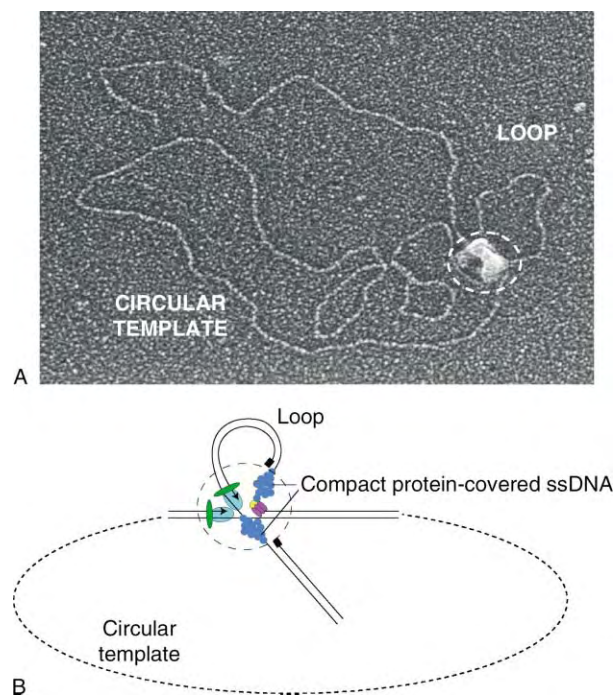 LOOP
CIRCULAR
TEMPLATE
A
Loop
Compact protein-covered ssDNA
Circular
template
B